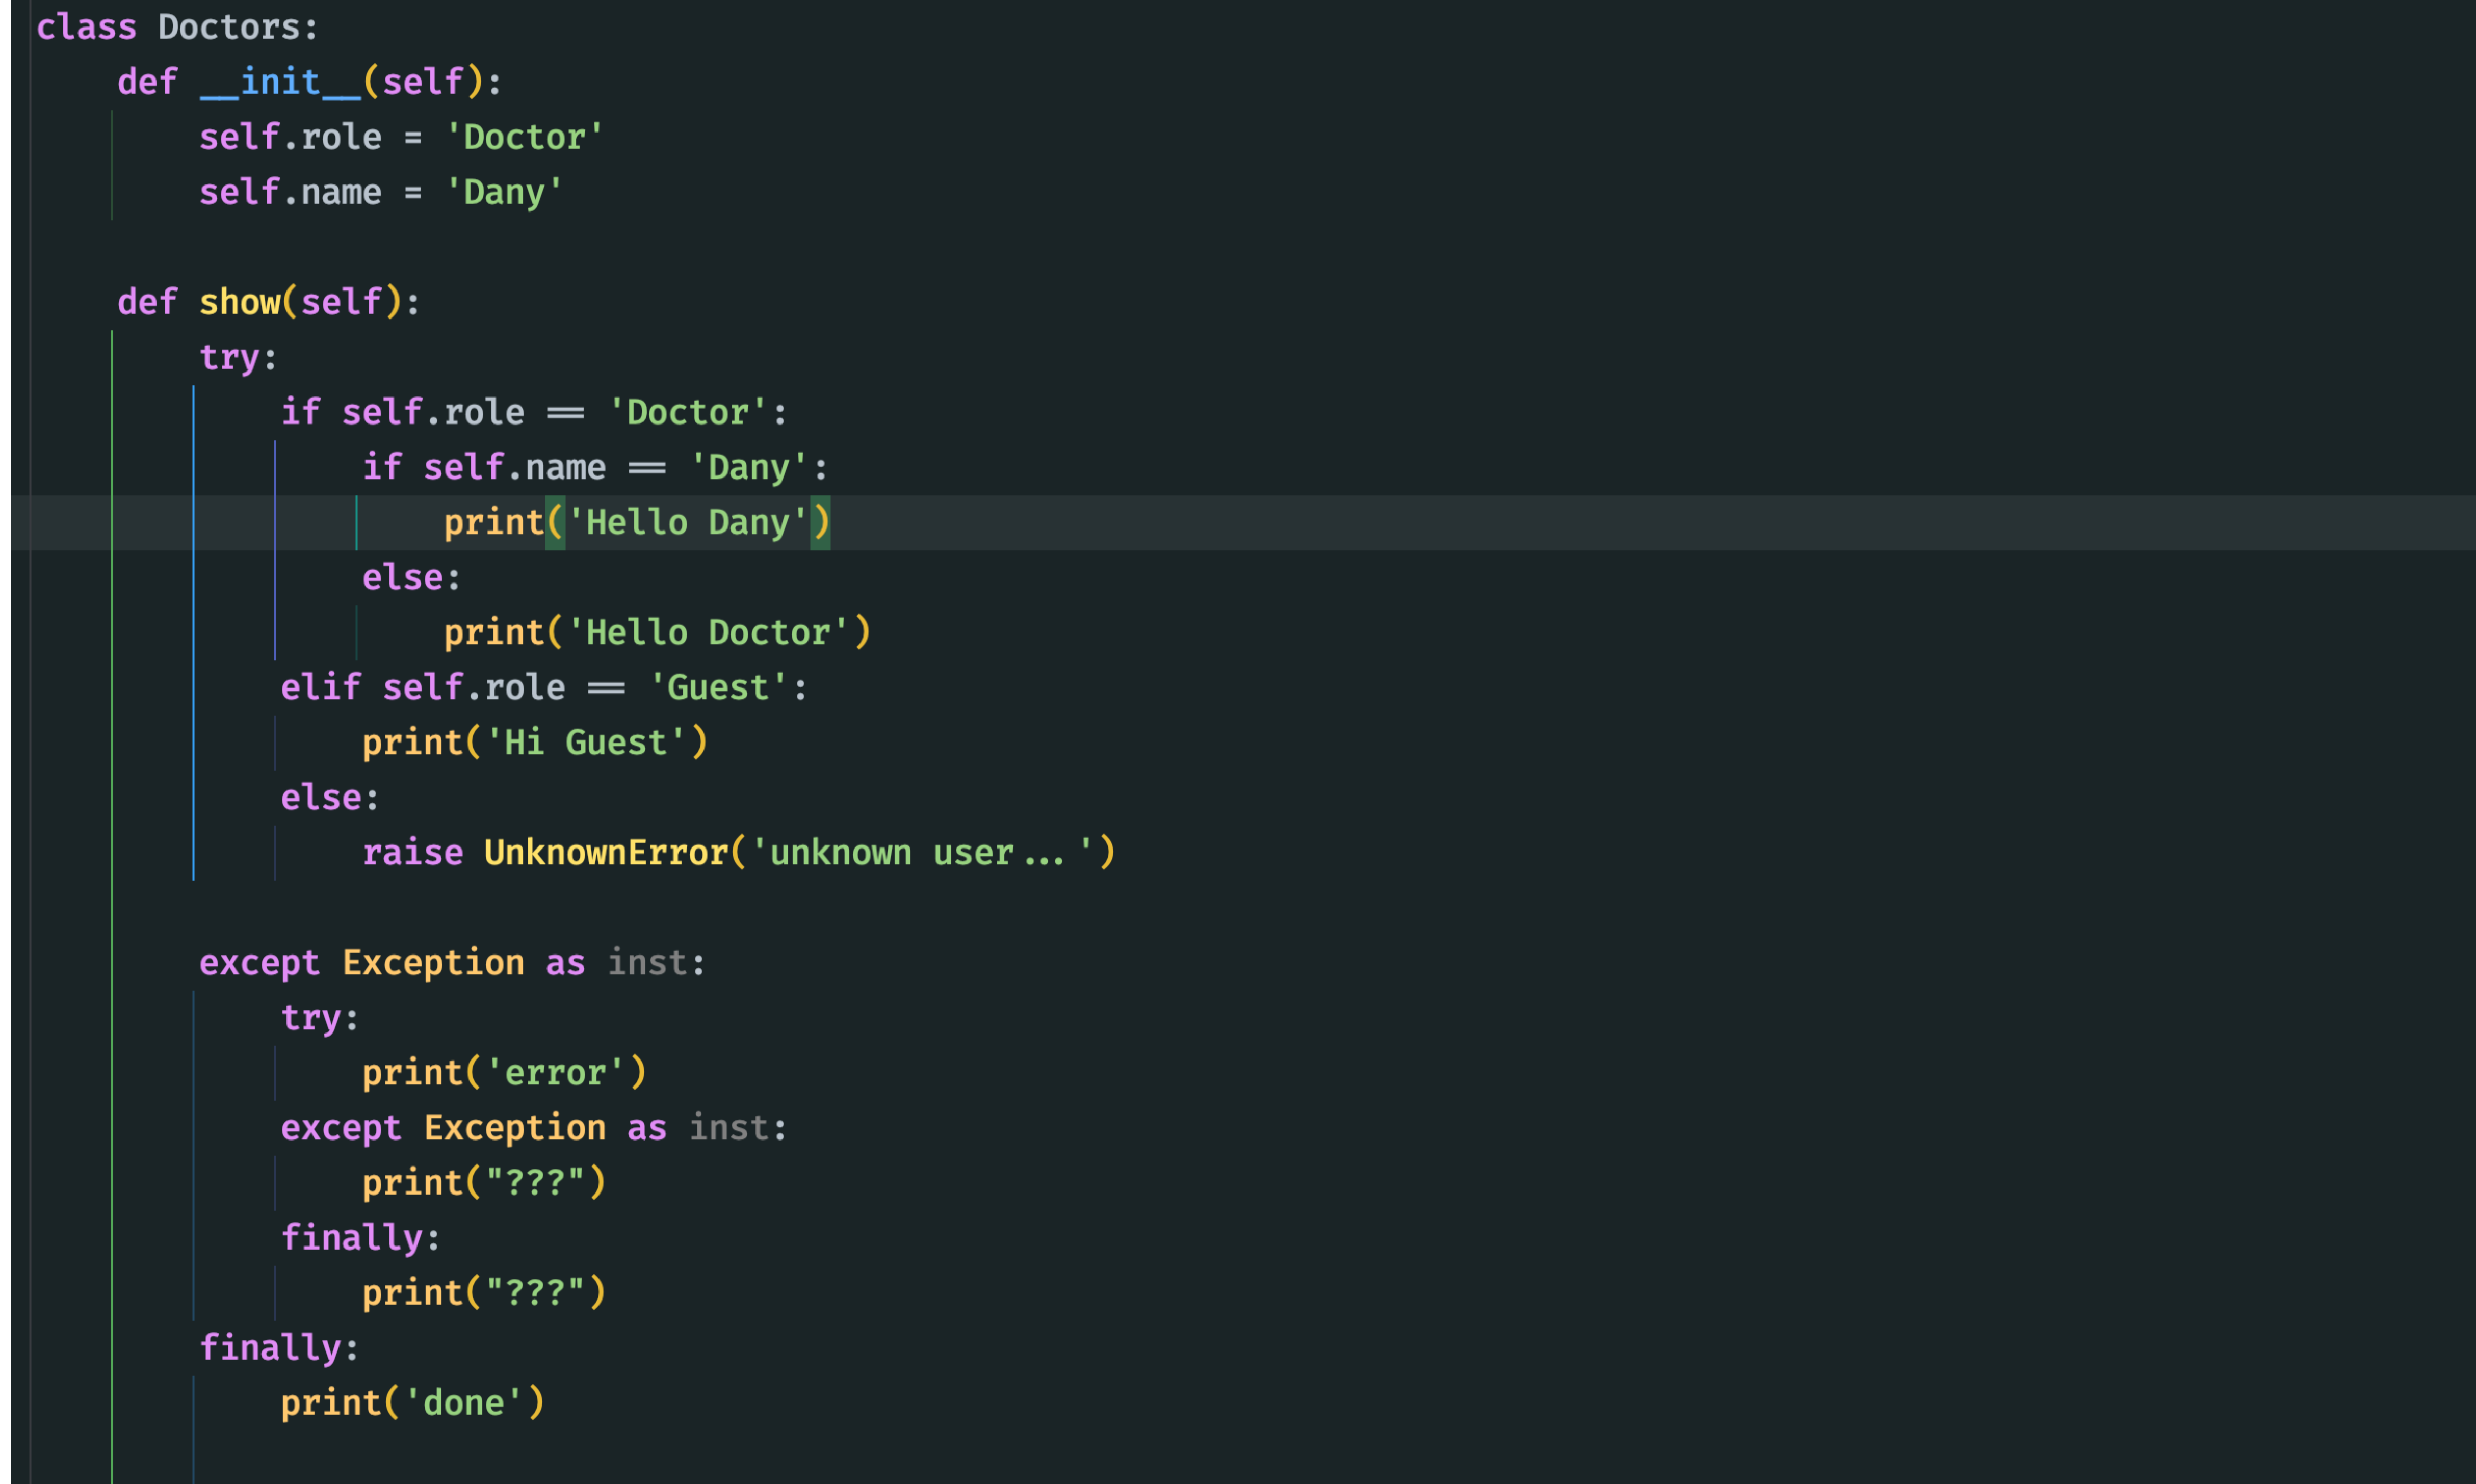 class Doctors:
    def __init__(self):
        self.role = 'Doctor'
        self.name = 'Dany'

    def show(self):
        try:
            if self.role == 'Doctor':
                if self.name == 'Dany':
                    print('Hello Dany')
                else:
                    print('Hello Doctor')
            elif self.role == 'Guest':
                print('Hi Guest')
            else:
                raise UnknownError('unknown user...')

        except Exception as inst:
            try:
                print('error')
            except Exception as inst:
                print("???")
            finally:
                print("???")
        finally:
            print('done')